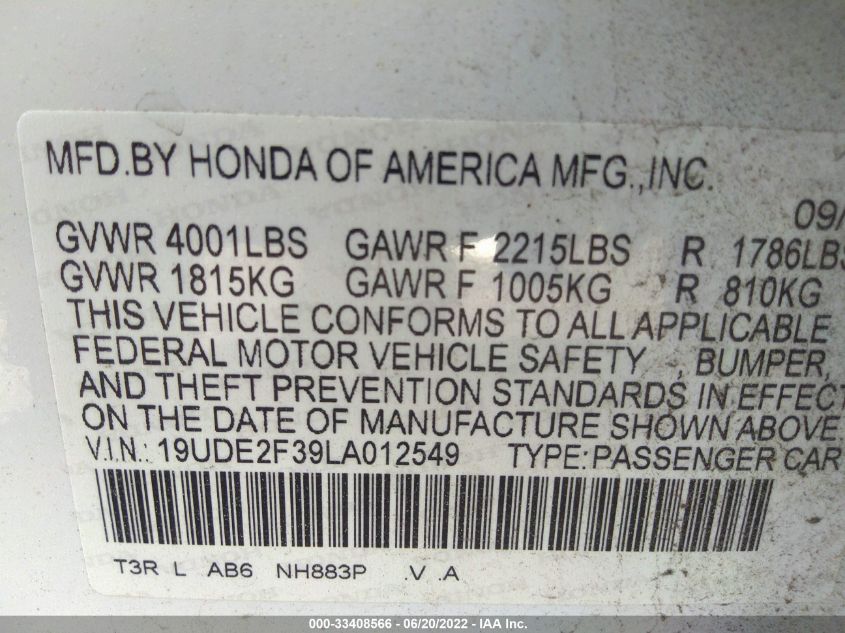 MFD.BY HONDA OF AMERICA MFG.,INC.
09/
GVWR 4001LBS GAWR F 2215LBS R 1786LBS
GVWR 1815KG GAWR F 1005KG R 810KG
THIS VEHICLE CONFORMS TO ALL APPLICABLE
FEDERAL MOTOR VEHICLE SAFETY , BUMPER,
AND THEFT PREVENTION STANDARDS IN EFFECT
ON THE DATE OF MANUFACTURE SHOWN ABOVE.
V.I.N.: 19UDE2F39LA012549 TYPE:PASSENGER CAR
T3R L AB6 NH883P .V .A
000-33408566 - 06/20/2022 - IAA Inc.